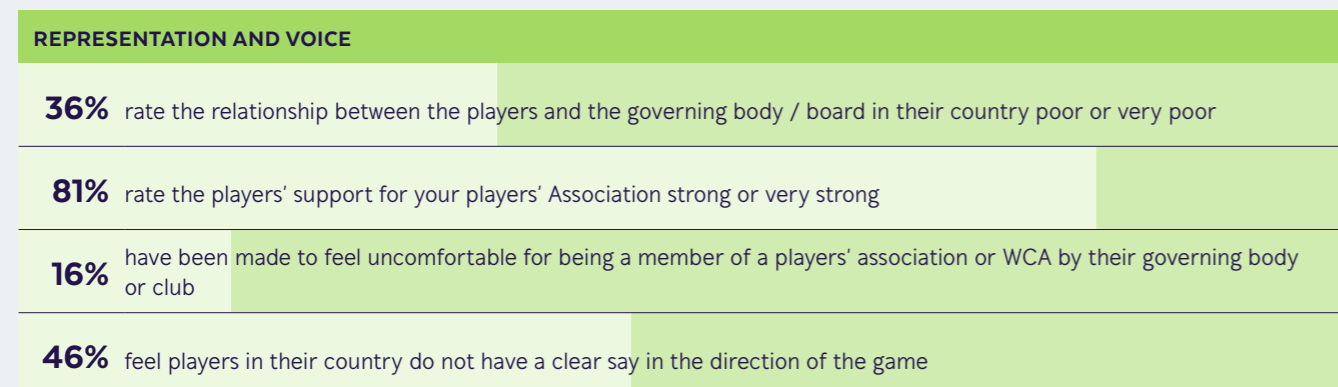 REPRESENTATION AND VOICE
36% rate the relationship between the players and the governing body / board in their country poor or very poor
81% rate the players’ support for your players’ Association strong or very strong
16% have been made to feel uncomfortable for being a member of a players’ association or WCA by their governing body
or club
46% feel players in their country do not have a clear say in the direction of the game